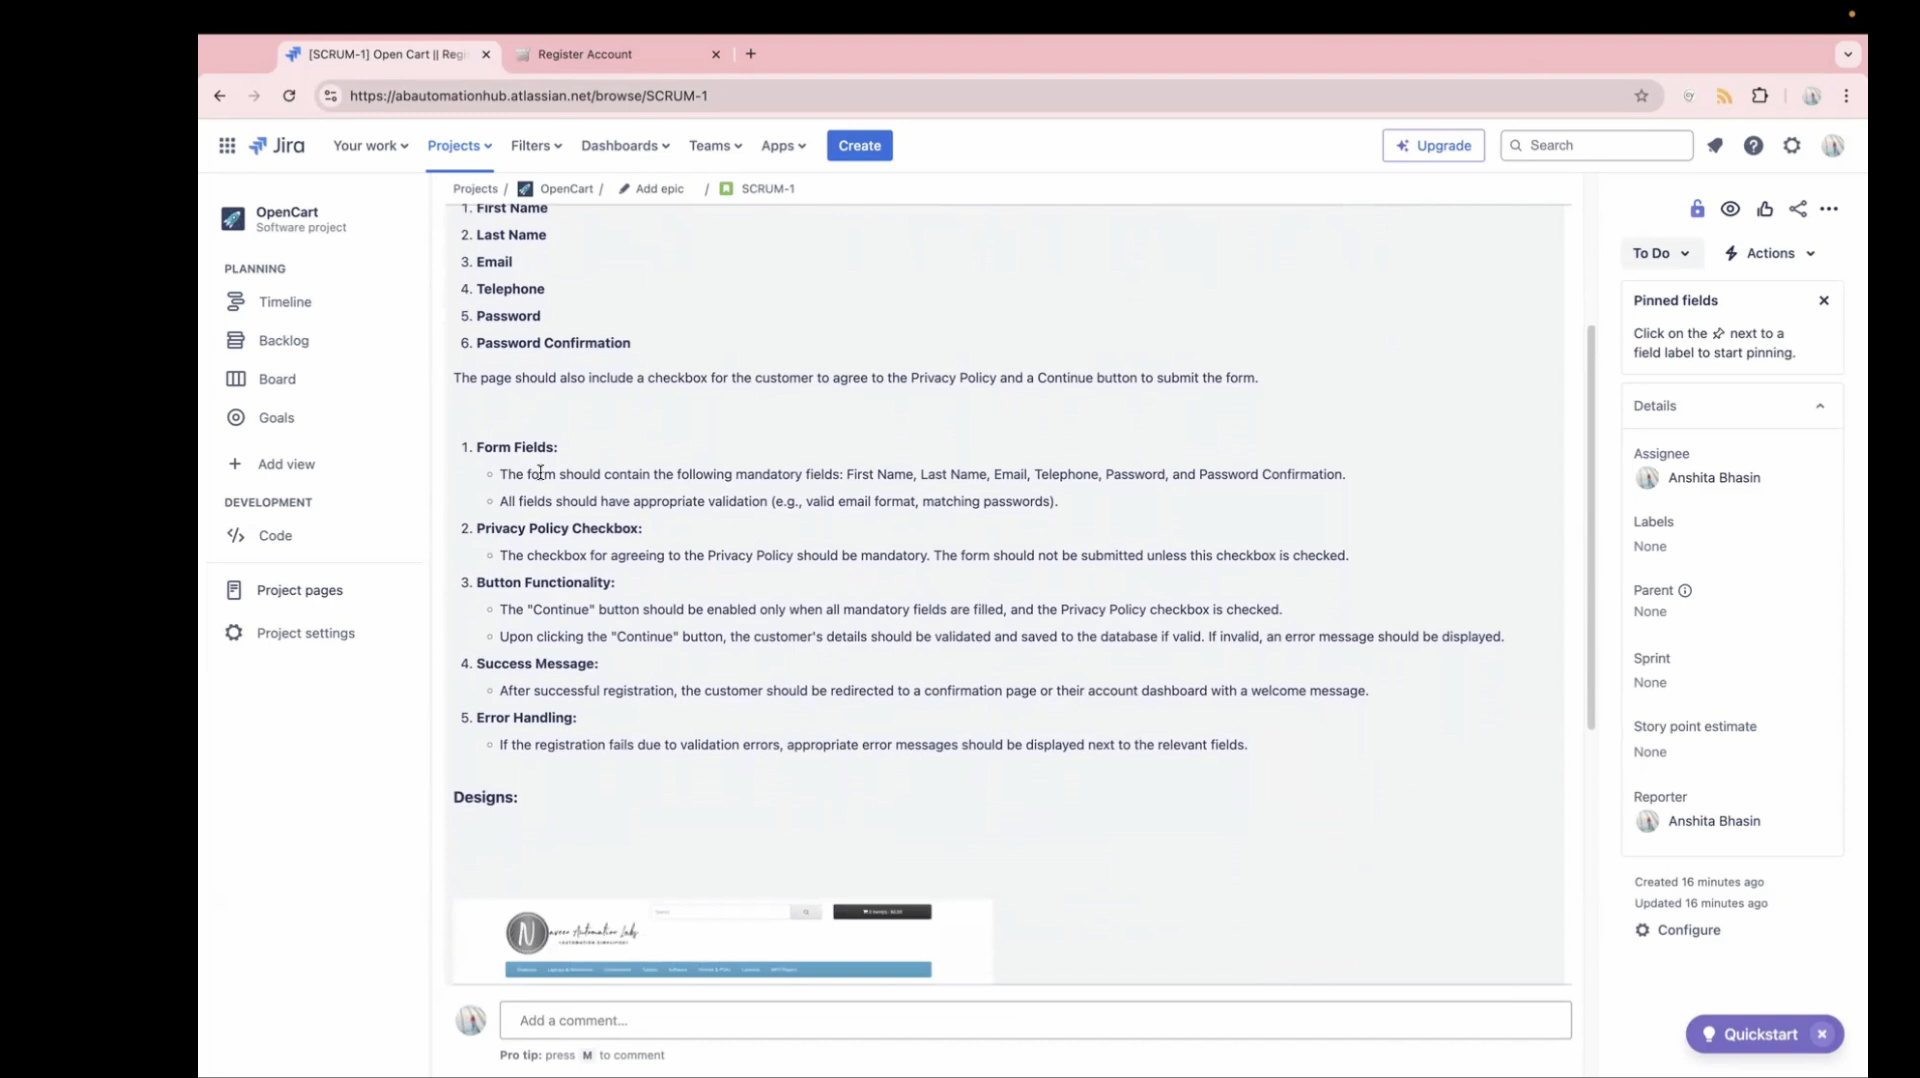 [SCRUM-1] Open Cart || Regi
Register Account
https://abautomationhub.atlassian.net/browse/SCRUM-1
Jira
Your work
Projects
Filters
Dashboards
Teams
Apps
Create
Upgrade
Search
OpenCart
Software project
PLANNING
Timeline
Backlog
Board
Goals
Add view
DEVELOPMENT
Code
Project pages
Project settings
Projects / OpenCart / Add epic / SCRUM-1
1. First Name
2. Last Name
3. Email
4. Telephone
5. Password
6. Password Confirmation
The page should also include a checkbox for the customer to agree to the Privacy Policy and a Continue button to submit the form.
1. Form Fields:
The form should contain the following mandatory fields: First Name, Last Name, Email, Telephone, Password, and Password Confirmation.
All fields should have appropriate validation (e.g., valid email format, matching passwords).
2. Privacy Policy Checkbox:
The checkbox for agreeing to the Privacy Policy should be mandatory. The form should not be submitted unless this checkbox is checked.
3. Button Functionality:
The "Continue" button should be enabled only when all mandatory fields are filled, and the Privacy Policy checkbox is checked.
Upon clicking the "Continue" button, the customer's details should be validated and saved to the database if valid. If invalid, an error message should be displayed.
4. Success Message:
After successful registration, the customer should be redirected to a confirmation page or their account dashboard with a welcome message.
5. Error Handling:
If the registration fails due to validation errors, appropriate error messages should be displayed next to the relevant fields.
Designs:
Search
Add a comment...
Pro tip: press M to comment
To Do
Actions
Pinned fields
Click on the next to a
field label to start pinning.
Details
Assignee
Anshita Bhasin
Labels
None
Parent
None
Sprint
None
Story point estimate
None
Reporter
Anshita Bhasin
Created 16 minutes ago
Updated 16 minutes ago
Configure
Quickstart